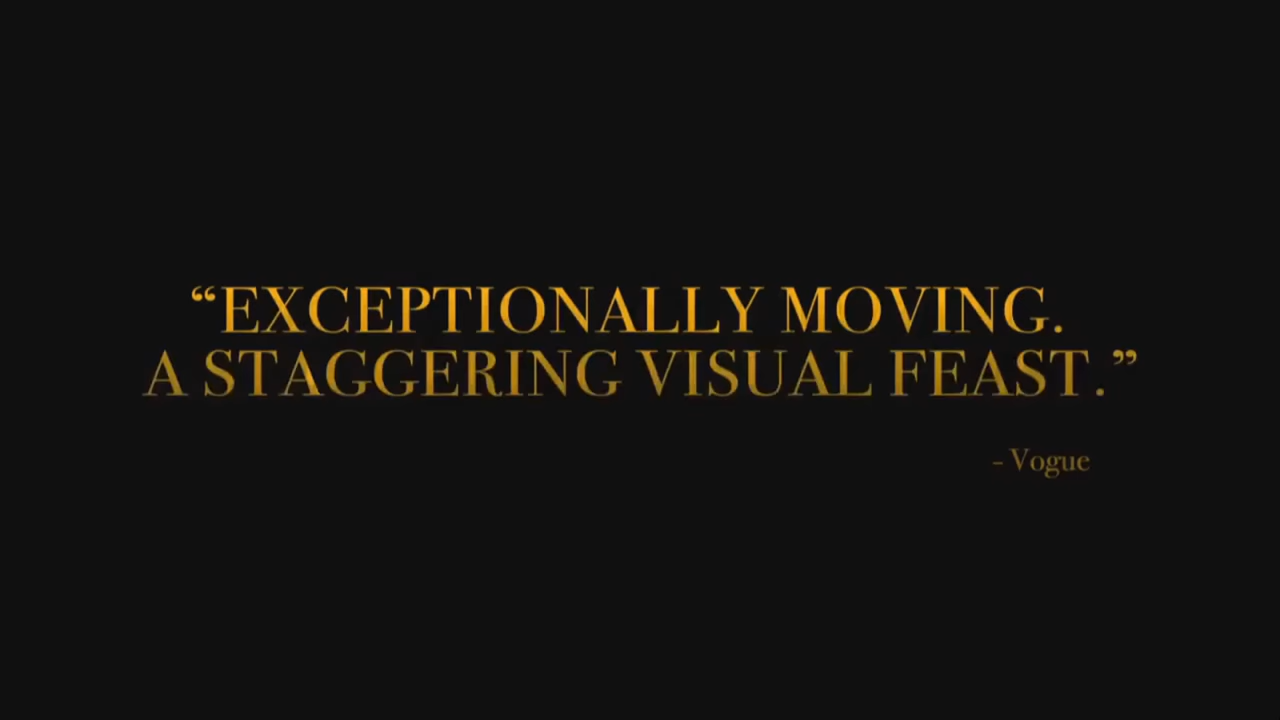 “EXCEPTIONALLY MOVING.
A STAGGERING VISUAL FEAST.”
- Vogue